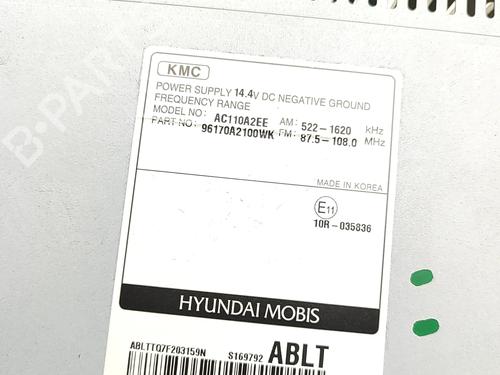 KMC
POWER SUPPLY 14.4V DC NEGATIVE GROUND
FREQUENCY RANGE
MODEL NO: AC110A2EE AM: 522-1620 kHz
PART NO: 96170A2100WK FM: 87.5-108.0 MHz
MADE IN KOREA
E11
10R-035836
HYUNDAI MOBIS
ABLTTQ7F203159N S169792 ABLT